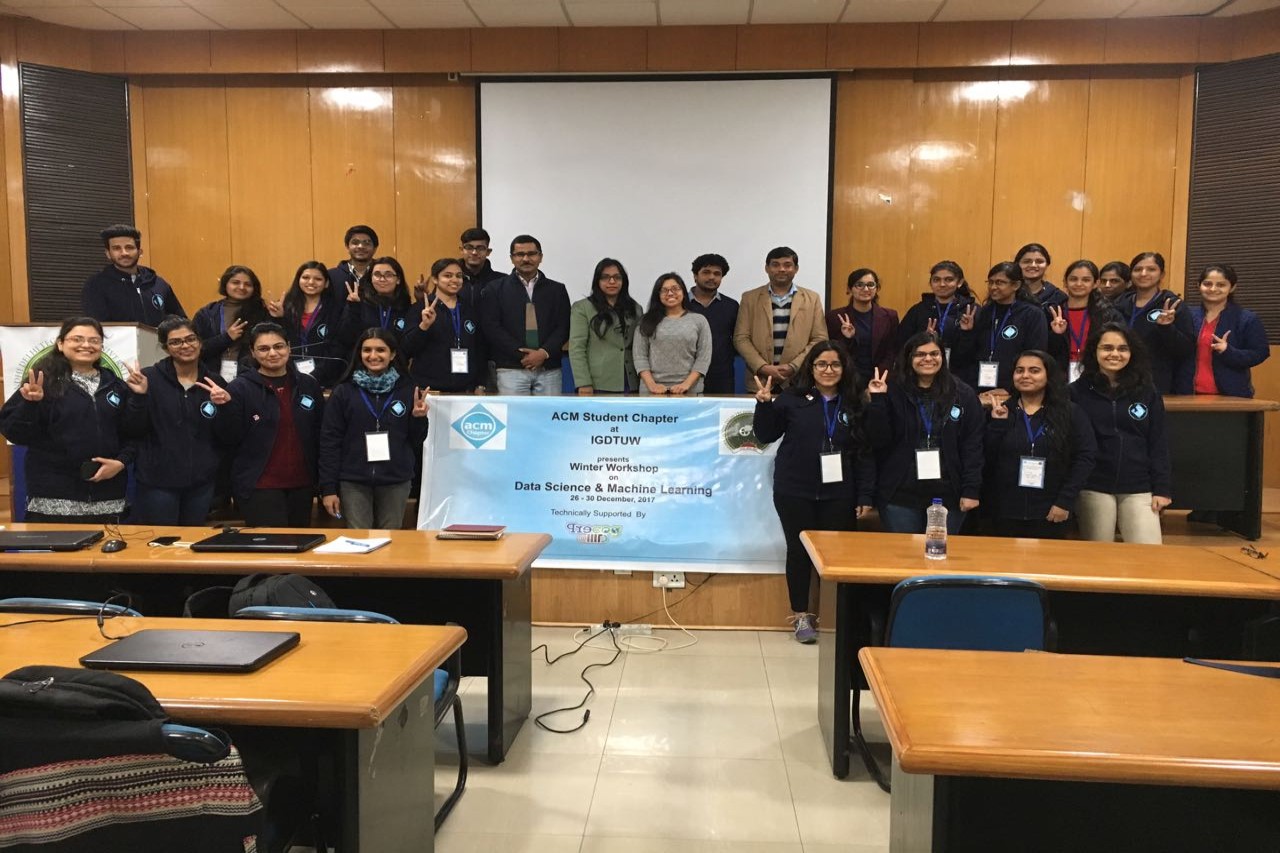 acm
Chapter
ACM Student Chapter
at
IGDTUW
presents
Winter Workshop
on
Data Science & Machine Learning
26 - 30 December, 2017
Technically Supported By